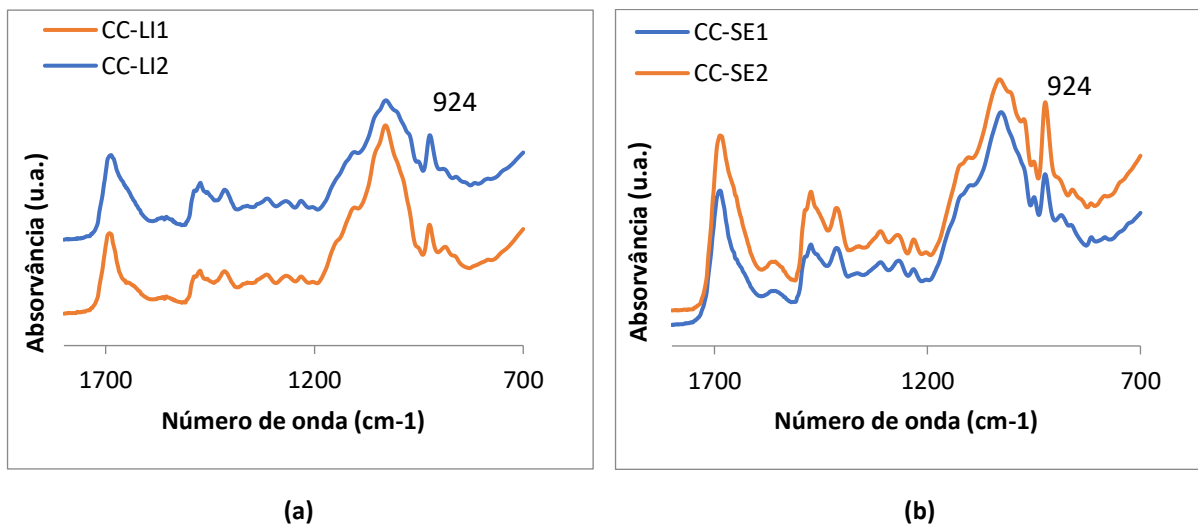 CC-LI1
CC-LI2
924
Absorvância (u.a.)
1700
1200
700
Número de onda (cm-1)
(a)
CC-SE1
CC-SE2
924
Absorvância (u.a.)
1700
1200
700
Número de onda (cm-1)
(b)